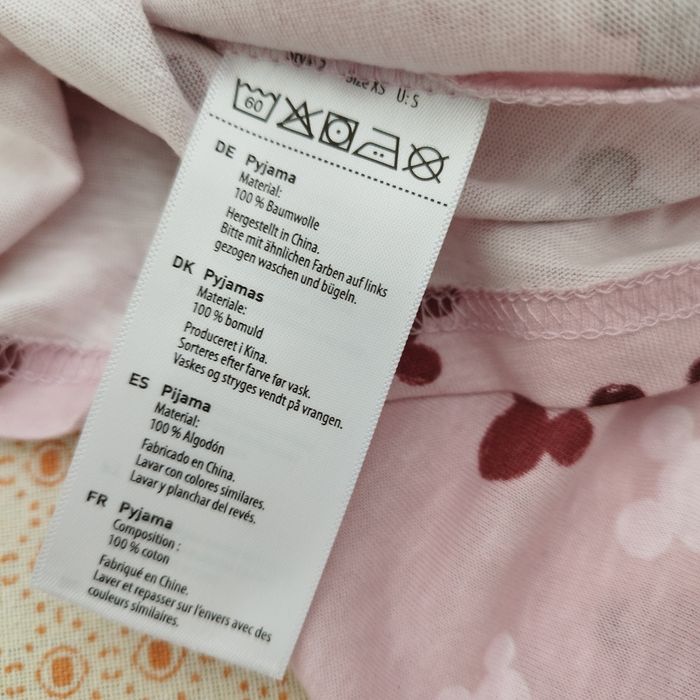 Size XS U: S
60
DE Pyjama
Material:
100 % Baumwolle
Hergestellt in China.
Bitte mit ähnlichen Farben auf links
gezogen waschen und bügeln.
DK Pyjamas
Materiale:
100 % bomuld
Produceret i Kina.
Sorteres efter farve før vask.
Vaskes og stryges vendt på vrangen.
ES Pijama
Material:
100 % Algodón
Fabricado en China.
Lavar con colores similares.
Lavar y planchar del revés.
FR Pyjama
Composition :
100 % coton
Fabriqué en Chine.
Laver et repasser sur l'envers avec des
couleurs similaires.